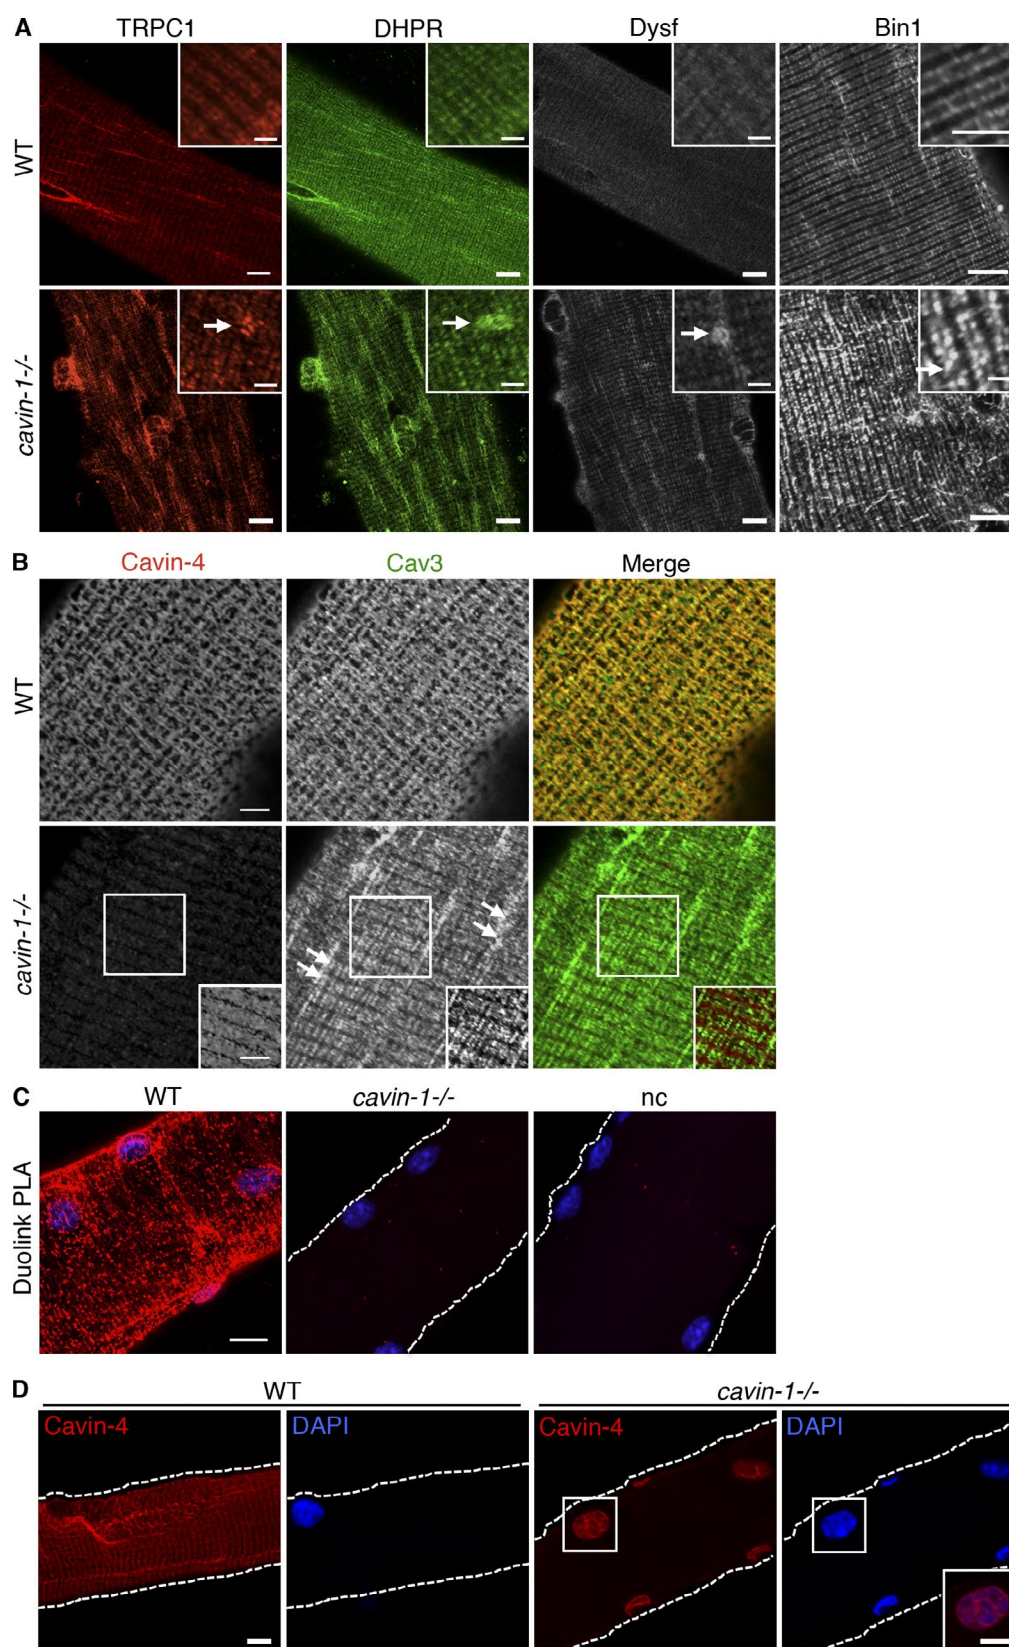 A
TRPC1 DHPR Dysf Bin1
WT
cavin-1-/-
B
Cavin-4 Cav3 Merge
WT
cavin-1-/-
C
WT cavin-1-/- nc
Duolink PLA
D
WT cavin-1-/-
Cavin-4 DAPI Cavin-4 DAPI